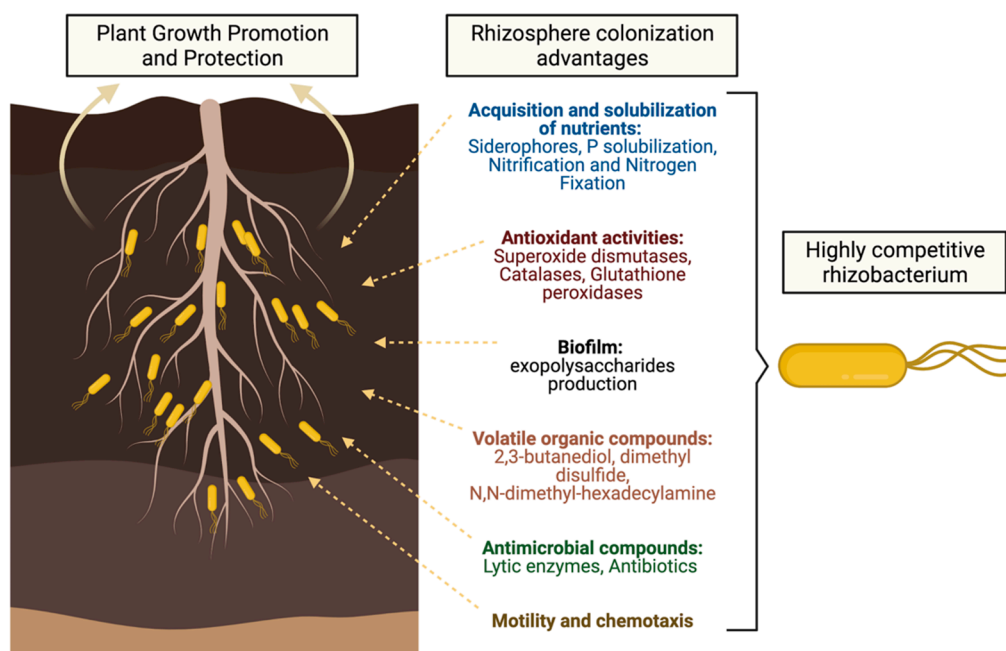 Plant Growth Promotion
and Protection
Rhizosphere colonization
advantages
Acquisition and solubilization
of nutrients:
Siderophores, P solubilization,
Nitrification and Nitrogen
Fixation
Antioxidant activities:
Superoxide dismutases,
Catalases, Glutathione
peroxidases
Biofilm:
exopolysaccharides
production
Volatile organic compounds:
2,3-butanediol, dimethyl
disulfide,
N,N-dimethyl-hexadecylamine
Antimicrobial compounds:
Lytic enzymes, Antibiotics
Motility and chemotaxis
Highly competitive
rhizobacterium